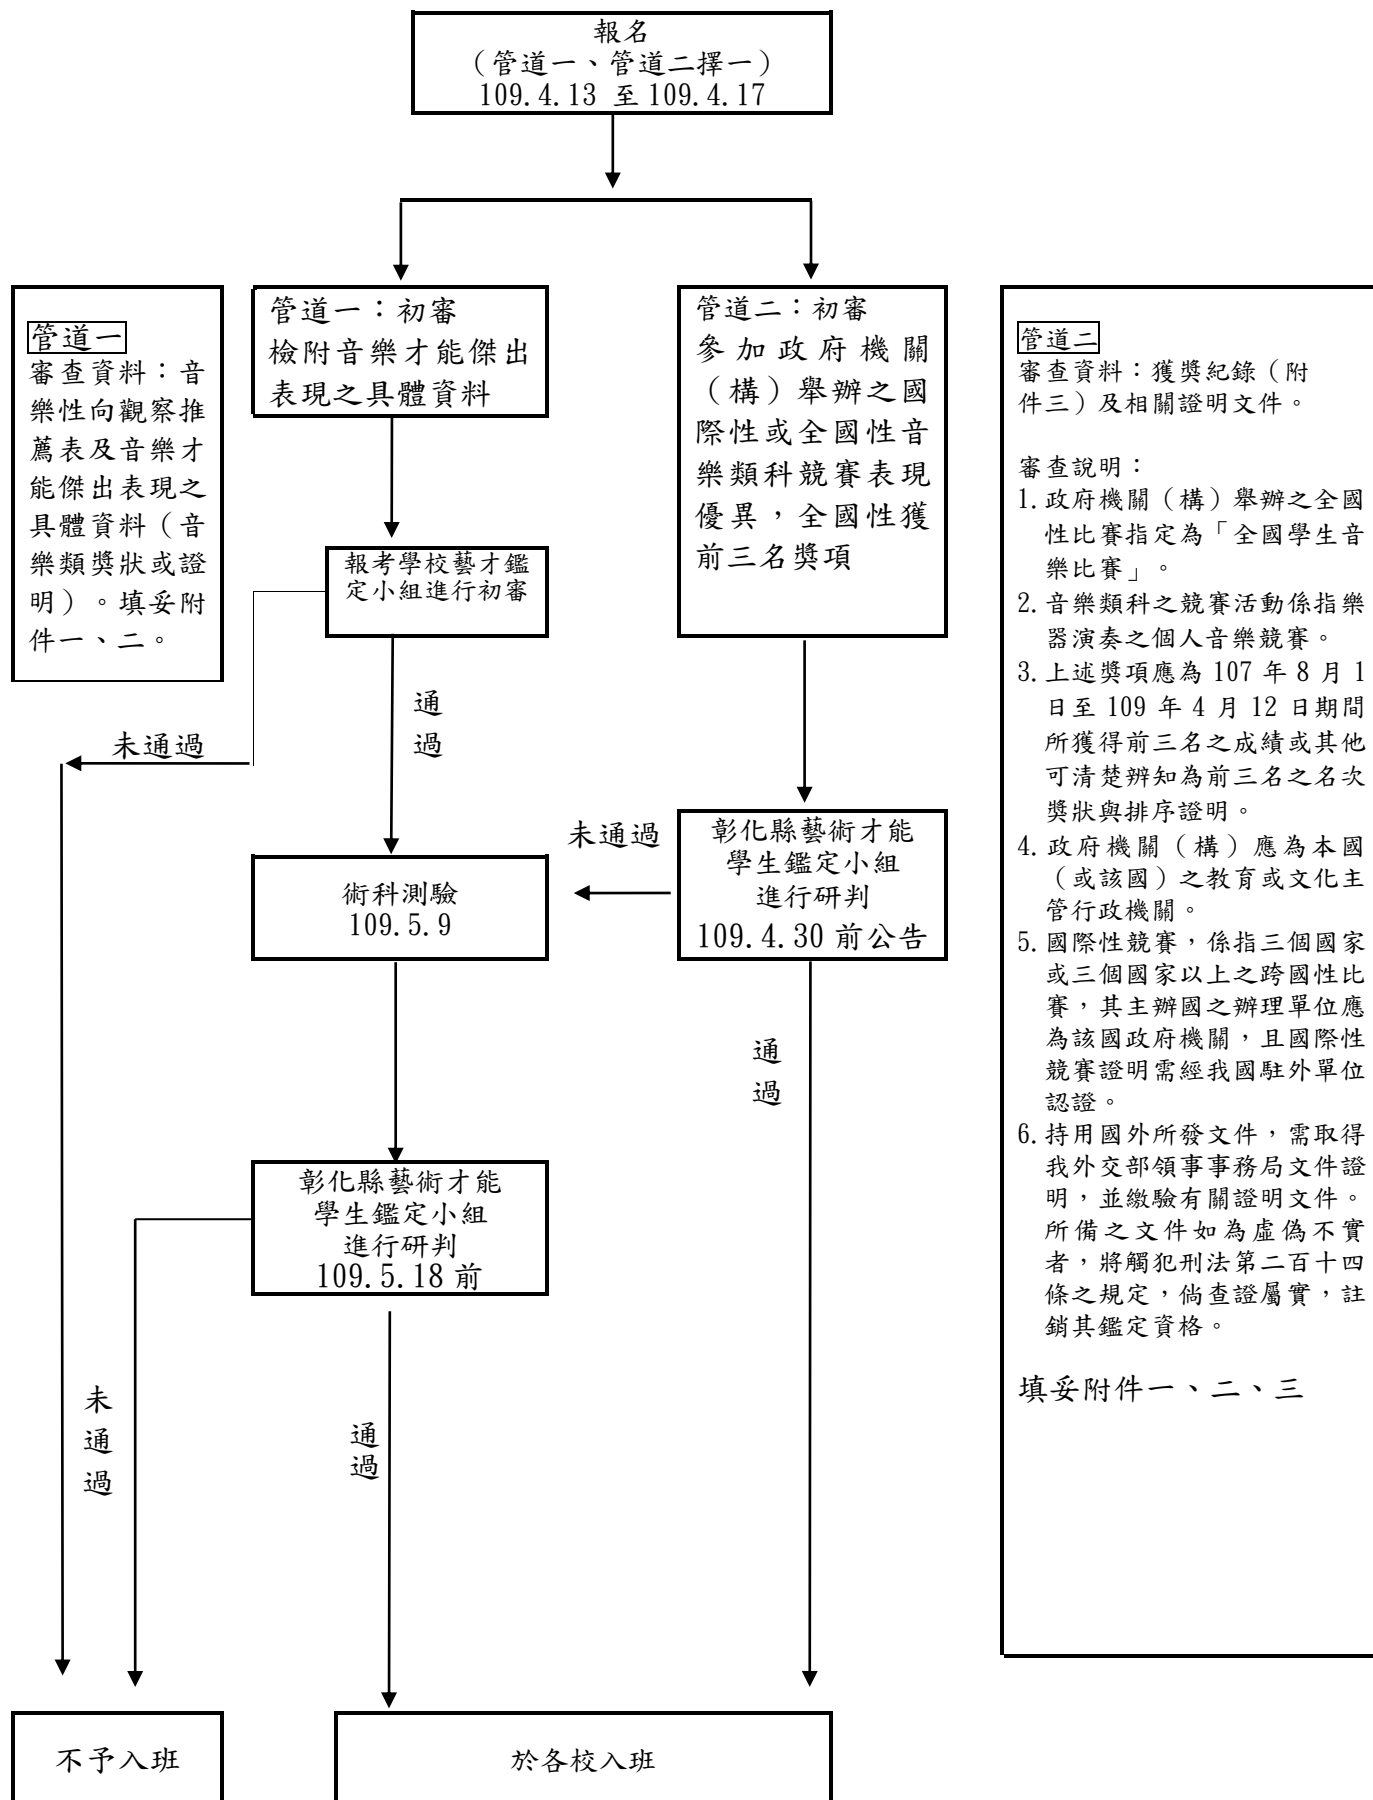 報名
（管道一、管道二擇一）
109.4.13 至 109.4.17
管道一
審查資料：音
樂性向觀察推
薦表及音樂才
能傑出表現之
具體資料（音
樂類獎狀或證
明）。填妥附
件一、二。
管道一：初審
檢附音樂才能傑出
表現之具體資料
報考學校藝才鑑
定小組進行初審
通
過
未通過
術科測驗
109.5.9
彰化縣藝術才能
學生鑑定小組
進行研判
109.5.18 前
未
通
過
通
過
管道二：初審
參加政府機關
（構）舉辦之國
際性或全國性音
樂類科競賽表現
優異，全國性獲
前三名獎項
未通過
彰化縣藝術才能
學生鑑定小組
進行研判
109.4.30 前公告
通
過
管道二
審查資料：獲獎紀錄（附
件三）及相關證明文件。
審查說明：
1.政府機關（構）舉辦之全國
性比賽指定為「全國學生音
樂比賽」。
2.音樂類科之競賽活動係指樂
器演奏之個人音樂競賽。
3.上述獎項應為 107 年 8 月 1
日至 109 年 4 月 12 日期間
所獲得前三名之成績或其他
可清楚辨知為前三名之名次
獎狀與排序證明。
4.政府機關（構）應為本國
（或該國）之教育或文化主
管行政機關。
5.國際性競賽，係指三個國家
或三個國家以上之跨國性比
賽，其主辦國之辦理單位應
為該國政府機關，且國際性
競賽證明需經我國駐外單位
認證。
6.持用國外所發文件，需取得
我外交部領事事務局文件證
明，並繳驗有關證明文件。
所備之文件如為虛偽不實
者，將觸犯刑法第二百十四
條之規定，倘查證屬實，註
銷其鑑定資格。
填妥附件一、二、三
不予入班
於各校入班